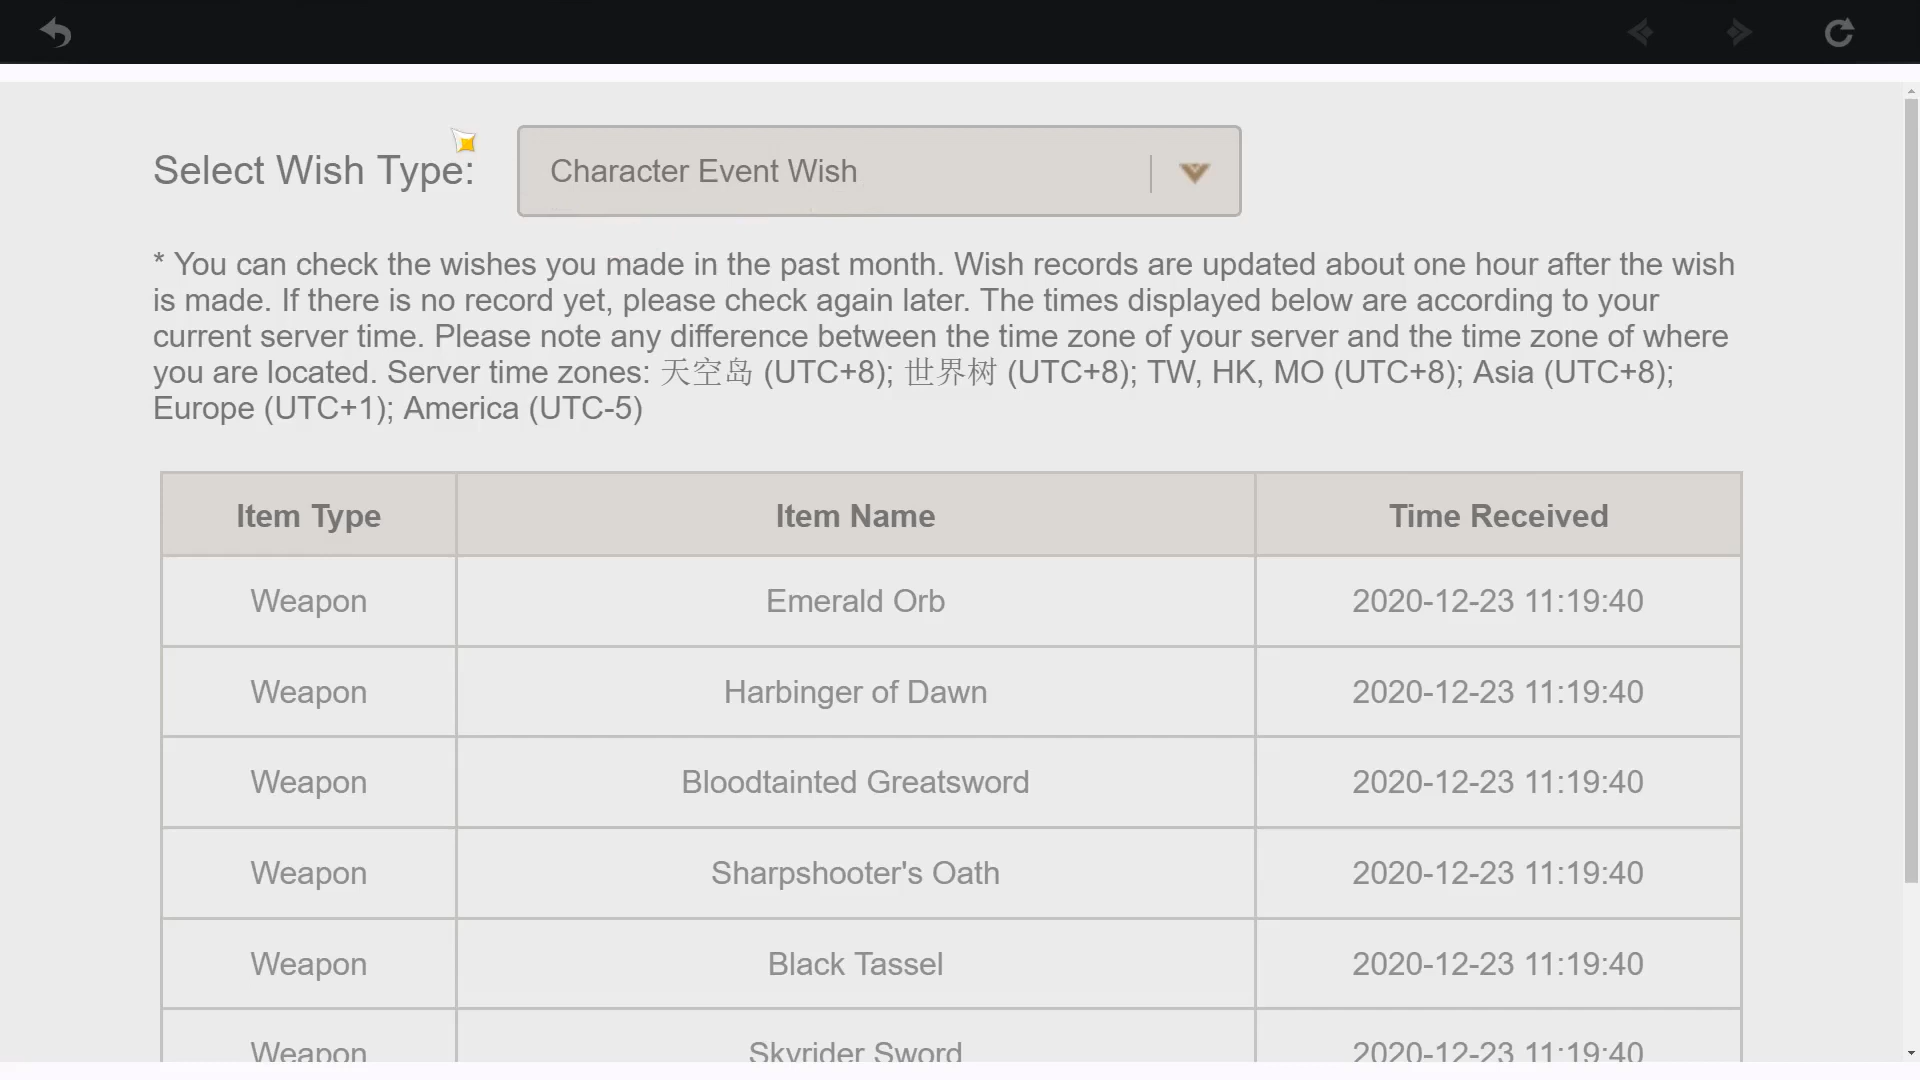 Select Wish Type:
Character Event Wish
* You can check the wishes you made in the past month. Wish records are updated about one hour after the wish
is made. If there is no record yet, please check again later. The times displayed below are according to your
current server time. Please note any difference between the time zone of your server and the time zone of where
you are located. Server time zones: 天空岛 (UTC+8); 世界树 (UTC+8); TW, HK, MO (UTC+8); Asia (UTC+8);
Europe (UTC+1); America (UTC-5)
Item Type Item Name Time Received
Weapon Emerald Orb 2020-12-23 11:19:40
Weapon Harbinger of Dawn 2020-12-23 11:19:40
Weapon Bloodtainted Greatsword 2020-12-23 11:19:40
Weapon Sharpshooter's Oath 2020-12-23 11:19:40
Weapon Black Tassel 2020-12-23 11:19:40
Weapon Skyrider Sword 2020-12-23 11:19:40